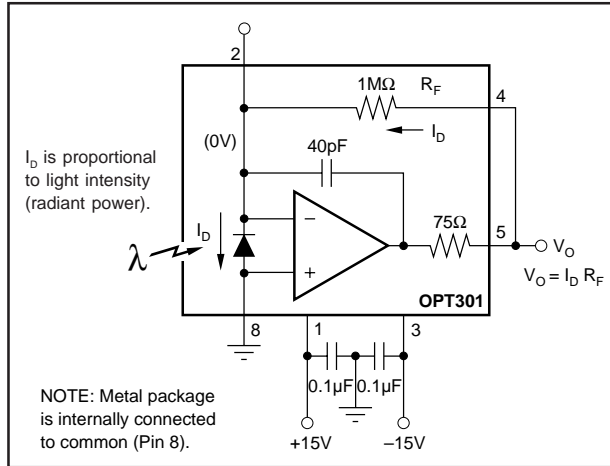 2
1MΩ R_F
4
I_D
(0V)
40pF
I_D is proportional
to light intensity
(radiant power).
75Ω
5
I_D
–
λ
+
V_O
V_O = I_D R_F
OPT301
8
1
3
0.1µF 0.1µF
NOTE: Metal package
is internally connected
to common (Pin 8).
+15V
–15V